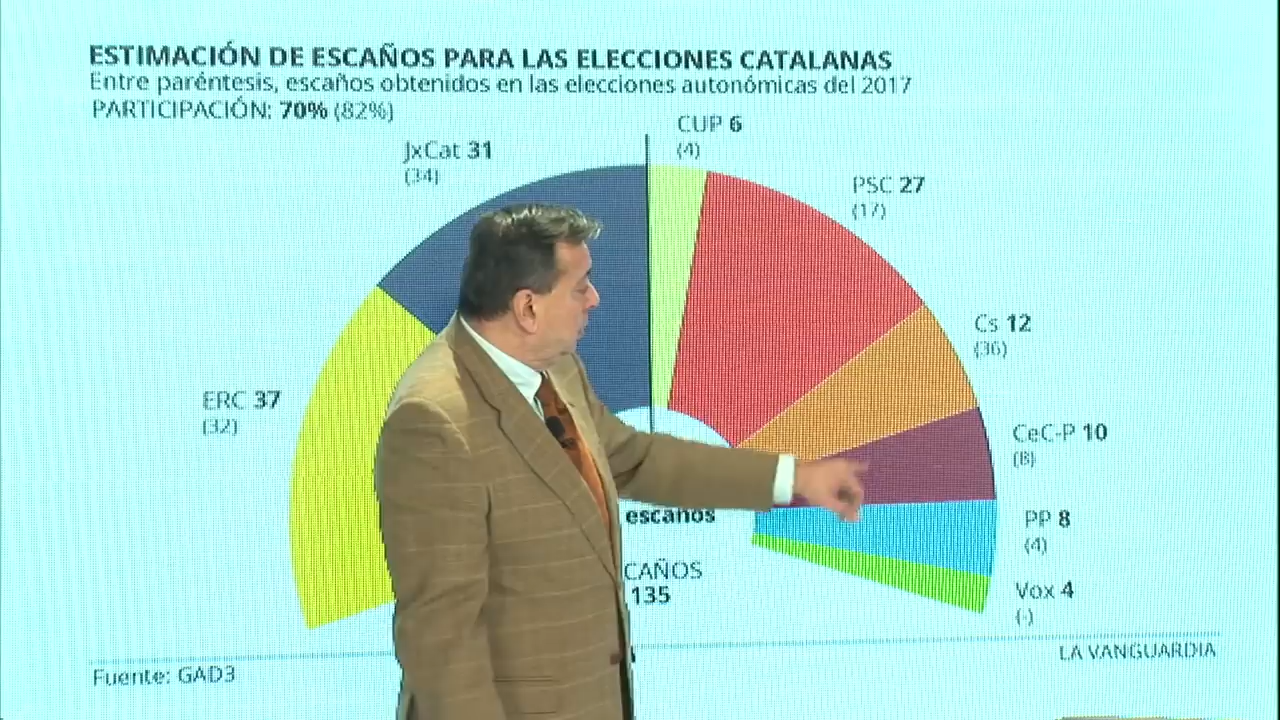 ESTIMACIÓN DE ESCAÑOS PARA LAS ELECCIONES CATALANAS
Entre paréntesis, escaños obtenidos en las elecciones autonómicas del 2017
PARTICIPACIÓN: 70% (82%)
CUP 6
(4)
JxCat 31
(34)
PSC 27
(17)
Cs 12
(36)
ERC 37
(32)
CeC-P 10
(8)
PP 8
(4)
Vox 4
(-)
escaños
CAÑOS
135
LA VANGUARDIA
Fuente: GAD3